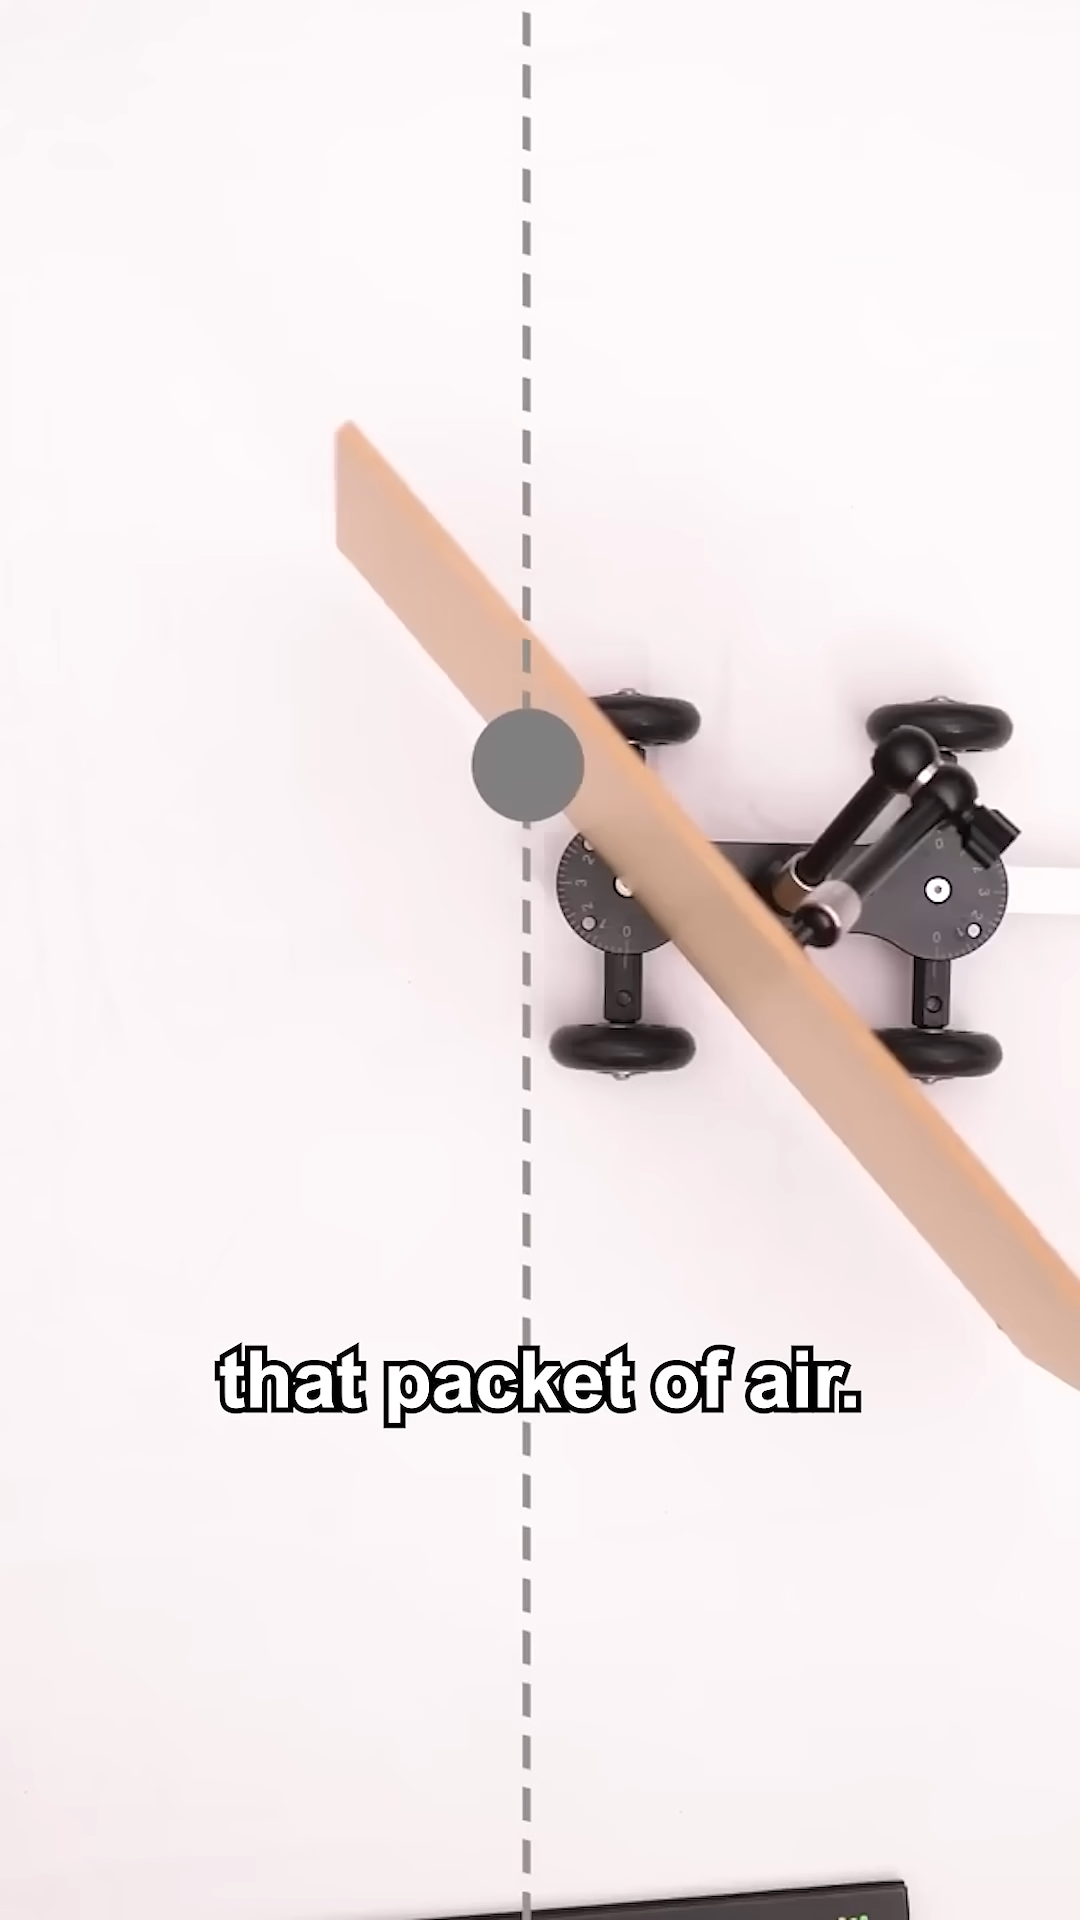 that packet of air.